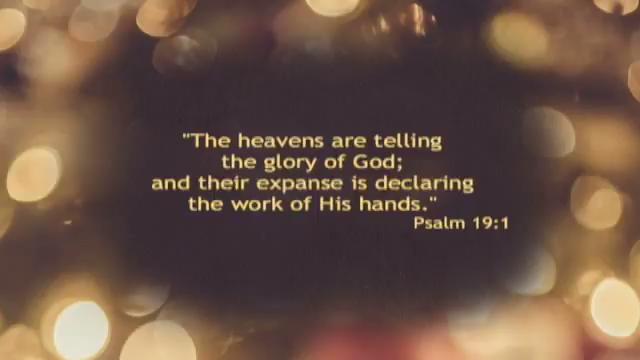 "The heavens are telling
the glory of God;
and their expanse is declaring
the work of His hands."
Psalm 19:1